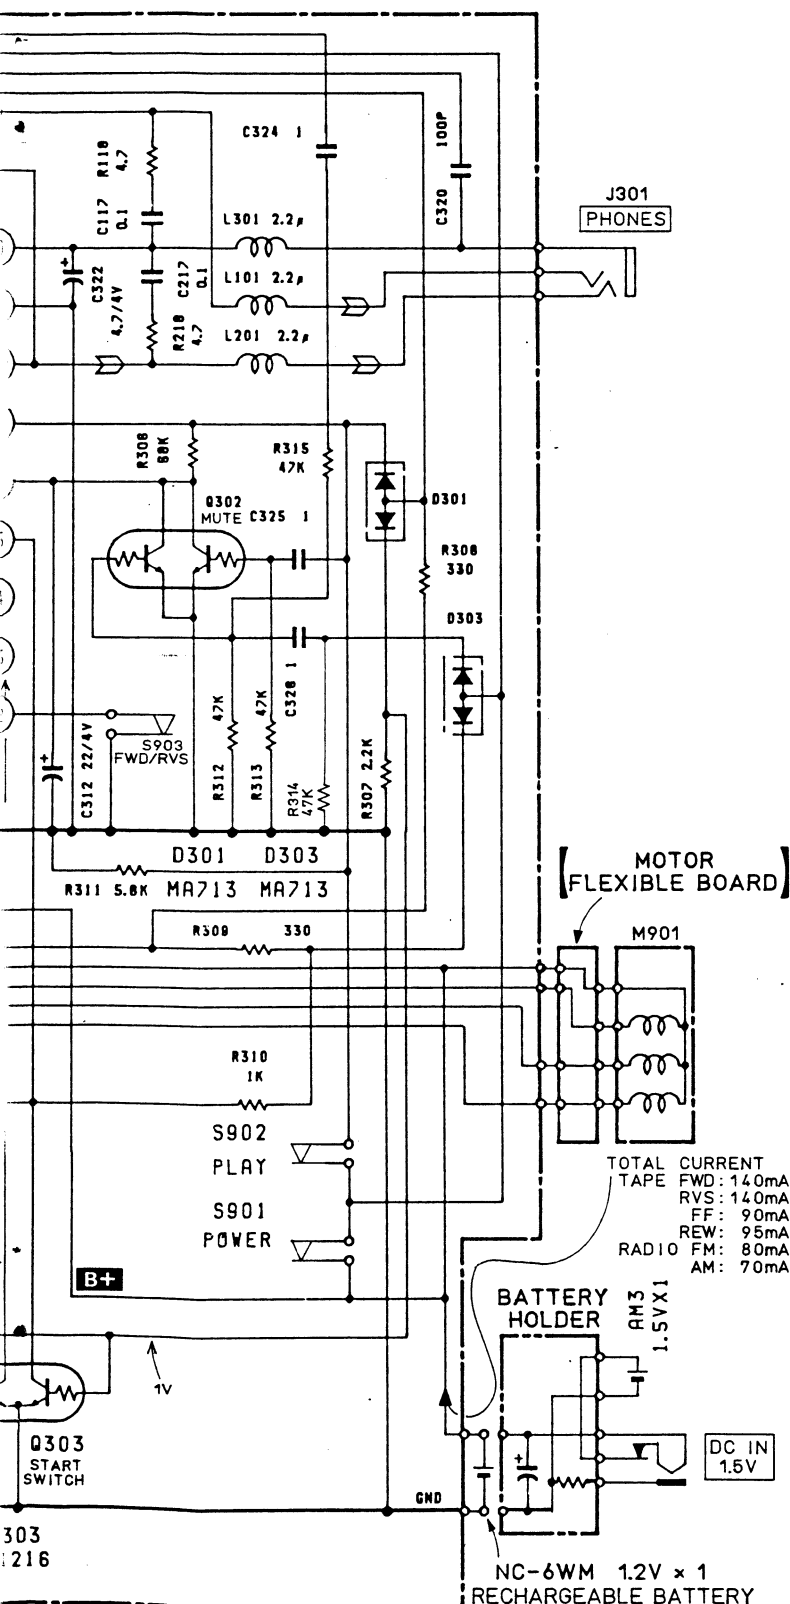 C324 1
100P
C320
R118
4.7
C117
0.1
J301
PHONES
L301 2.2μ
C322
4.7/4V
C217
0.1
L101 2.2μ
R218
4.7
L201 2.2μ
R306
68K
R315
47K
Q302
MUTE
C325 1
D301
R308
330
D303
S903
FWD/RVS
C312 22/4V
47K
R312
47K
R313
C326 1
R314
47K
R307 2.2K
D301 D303
MA713 MA713
R311 5.6K
MOTOR
FLEXIBLE BOARD
M901
R309 330
R310
1K
S902
PLAY
S901
POWER
TOTAL CURRENT
TAPE FWD: 140mA
RVS: 140mA
FF: 90mA
REW: 95mA
RADIO FM: 80mA
AM: 70mA
B+
BATTERY
HOLDER
AM3
1.5VX1
1V
Q303
START
SWITCH
DC IN
1.5V
GND
303
1216
NC-6WM 1.2V × 1
RECHARGEABLE BATTERY